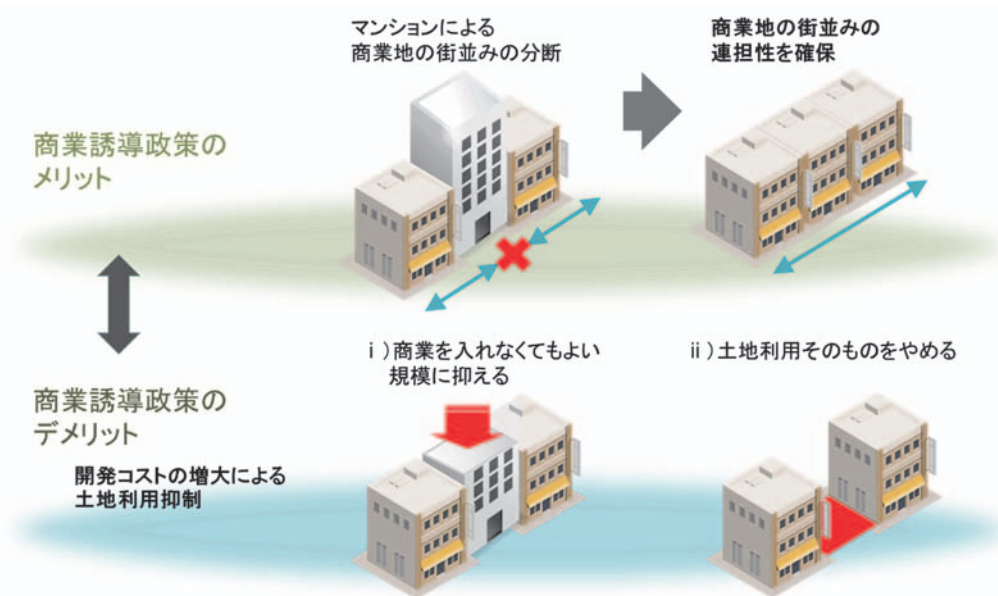 マンションによる
商業地の街並みの分断
商業地の街並みの
連担性を確保
商業誘導政策の
メリット
ⅰ)商業を入れなくてもよい
規模に抑える
ⅱ)土地利用そのものをやめる
商業誘導政策の
デメリット
開発コストの増大による
土地利用抑制